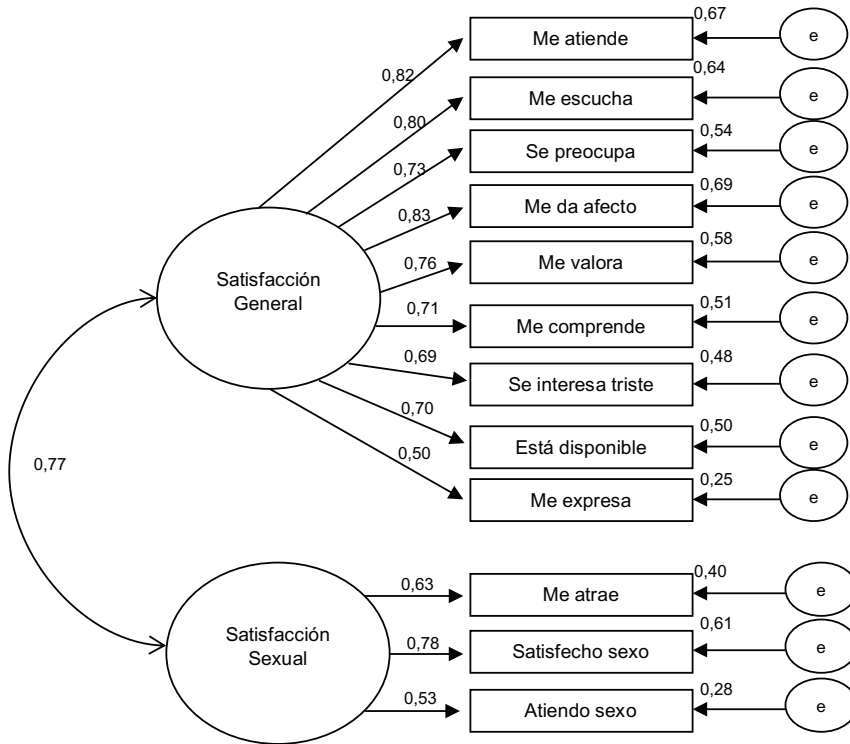 0,67
Me atiende
e
0,82
0,64
Me escucha
e
0,80
0,54
Se preocupa
e
0,73
0,69
Me da afecto
e
0,83
0,58
Me valora
e
0,76
Satisfacción
General
0,51
Me comprende
e
0,71
0,48
Se interesa triste
e
0,69
0,50
Está disponible
e
0,70
0,25
Me expresa
e
0,50
0,77
0,40
Me atrae
e
0,63
Satisfacción
Sexual
0,61
Satisfecho sexo
e
0,78
0,28
Atiendo sexo
e
0,53